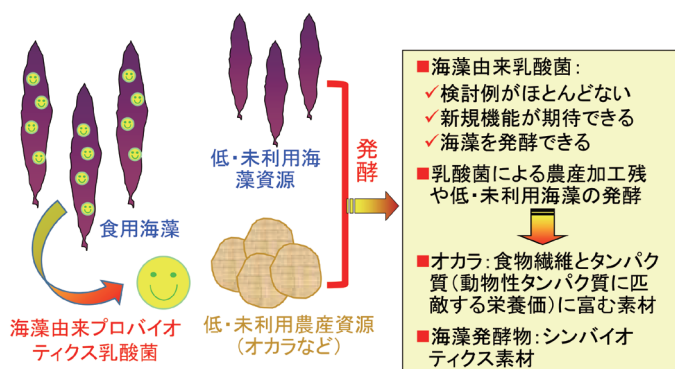 食用海藻
海藻由来プロバイオ
ティクス乳酸菌
低・未利用海
藻資源
低・未利用農産資源
（オカラなど）
発酵
■海藻由来乳酸菌：
✓検討例がほとんどない
✓新規機能が期待できる
✓海藻を発酵できる
■乳酸菌による農産加工残
や低・未利用海藻の発酵
■オカラ：食物繊維とタンパク
質（動物性タンパク質に匹
敵する栄養価）に富む素材
■海藻発酵物：シンバイオ
ティクス素材